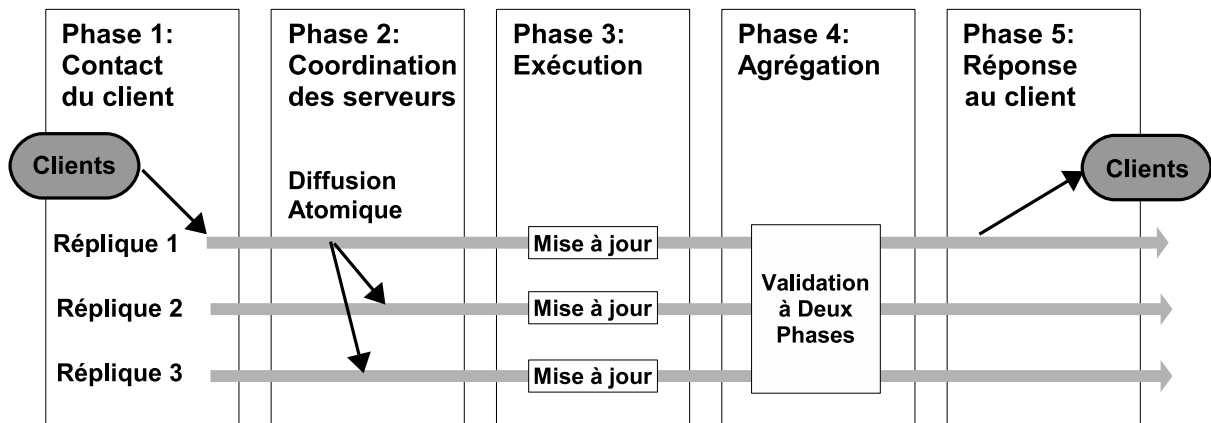 Phase 1:
Contact
du client
Phase 2:
Coordination
des serveurs
Phase 3:
Exécution
Phase 4:
Agrégation
Phase 5:
Réponse
au client
Clients
Diffusion
Atomique
Clients
Réplique 1
Mise à jour
Réplique 2
Mise à jour
Réplique 3
Mise à jour
Validation
à Deux
Phases